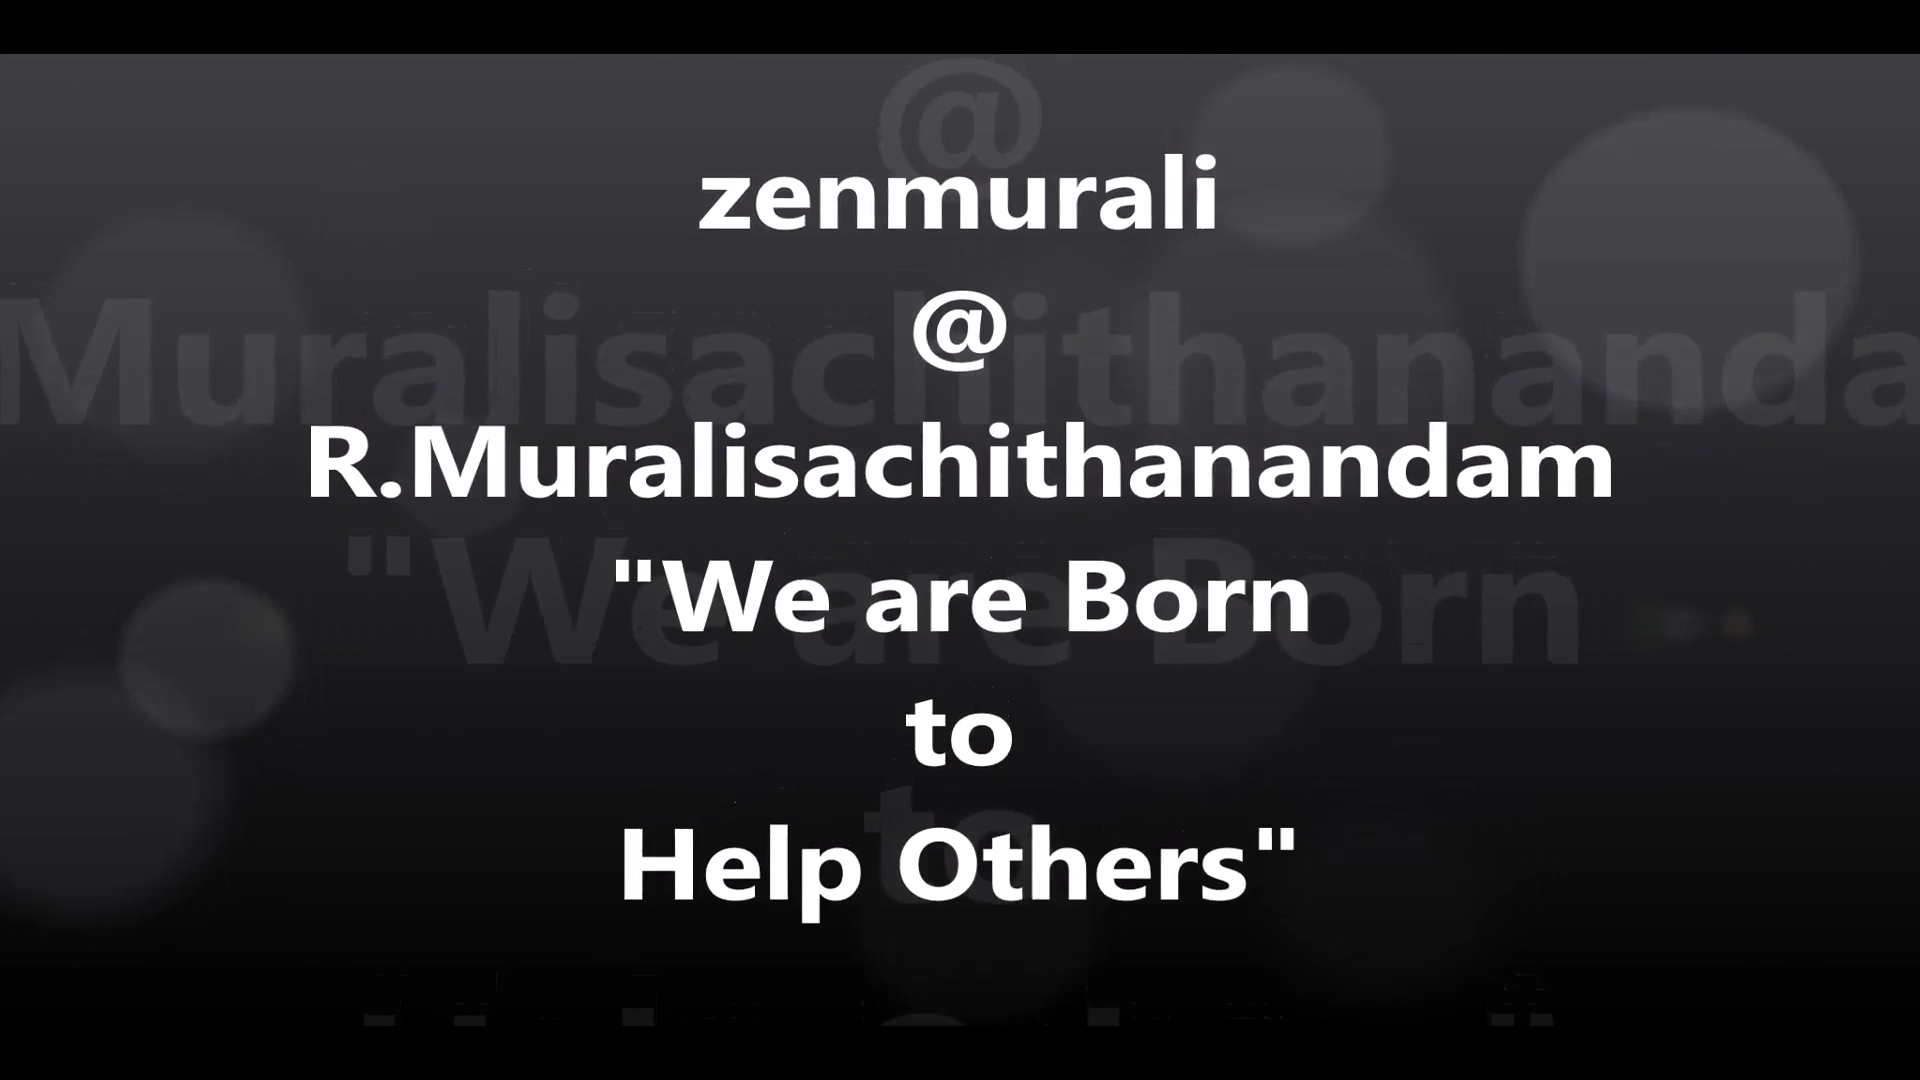 zenmurali
@
R.Muralisachithanandam
"We are Born
to
Help Others"